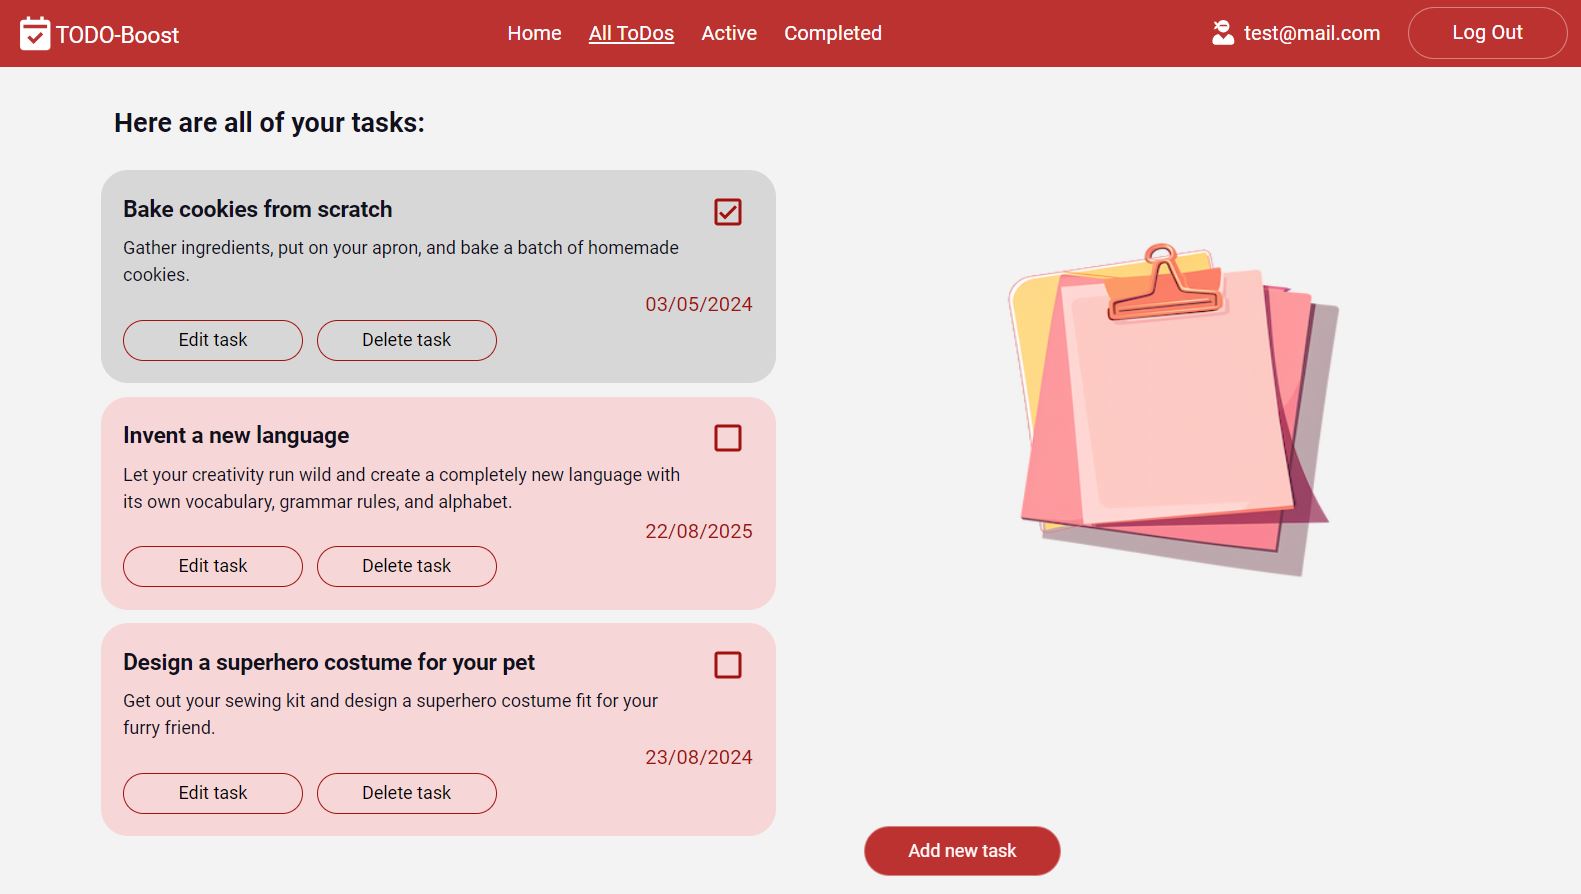 TODO-Boost
Home
All ToDos
Active
Completed
test@mail.com
Log Out
Here are all of your tasks:
Bake cookies from scratch
Gather ingredients, put on your apron, and bake a batch of homemade
cookies.
03/05/2024
Edit task
Delete task
Invent a new language
Let your creativity run wild and create a completely new language with
its own vocabulary, grammar rules, and alphabet.
22/08/2025
Edit task
Delete task
Design a superhero costume for your pet
Get out your sewing kit and design a superhero costume fit for your
furry friend.
23/08/2024
Edit task
Delete task
Add new task